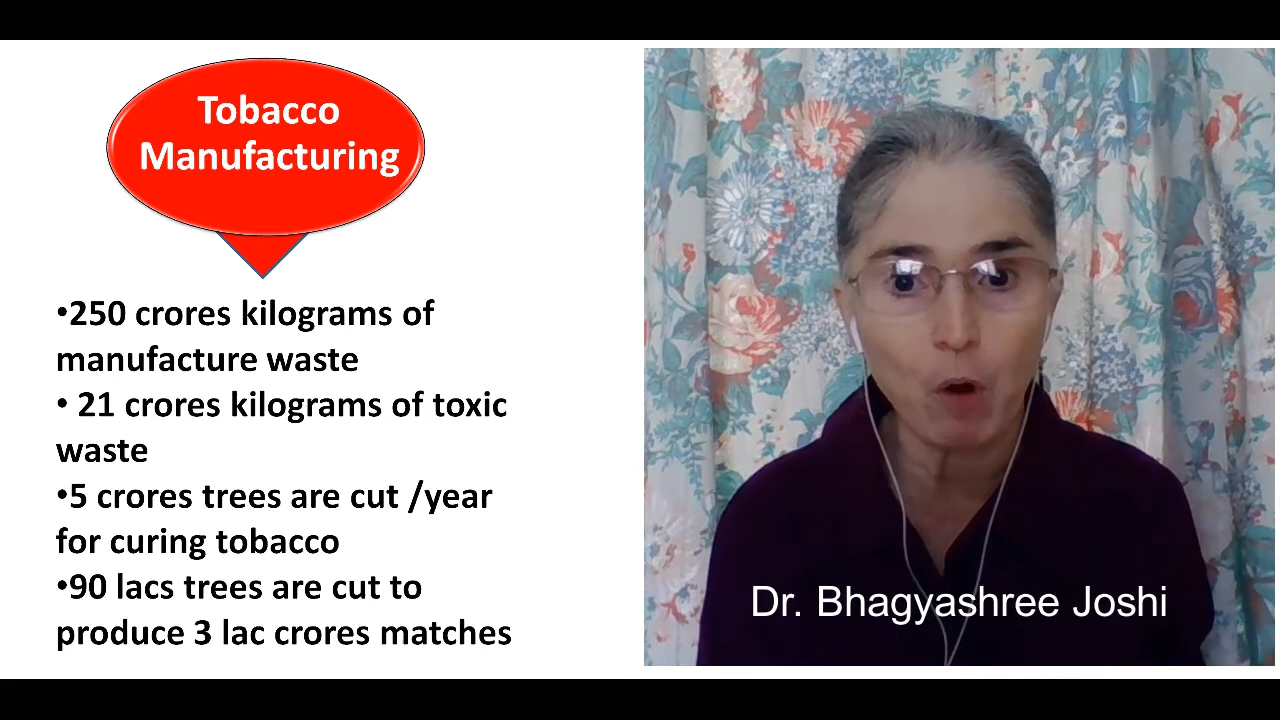 Tobacco
Manufacturing
•250 crores kilograms of
manufacture waste
• 21 crores kilograms of toxic
waste
•5 crores trees are cut /year
for curing tobacco
•90 lacs trees are cut to
produce 3 lac crores matches
Dr. Bhagyashree Joshi